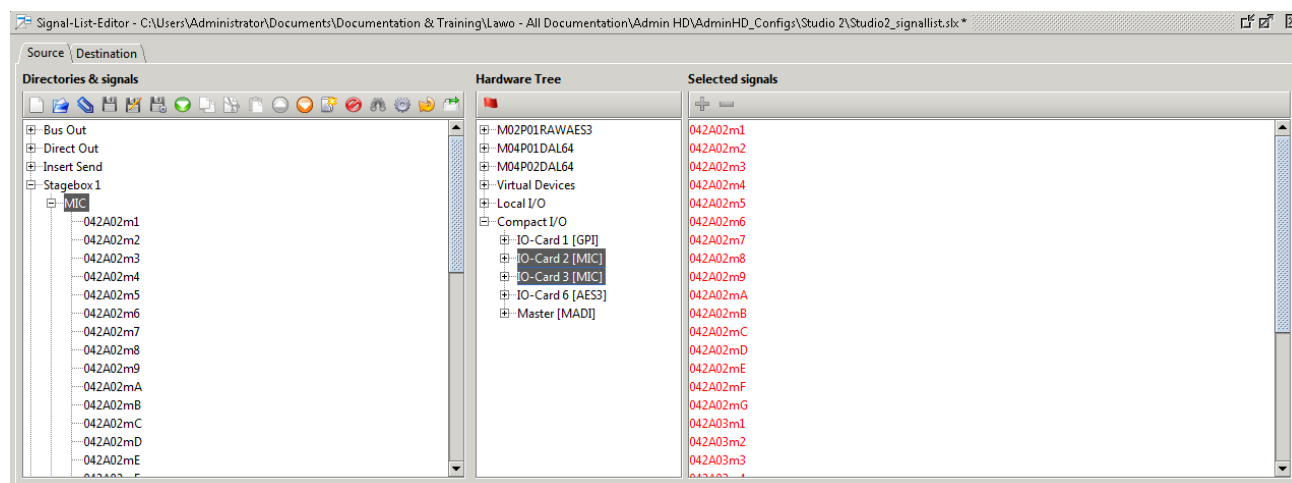 Signal-List-Editor - C:\Users\Administrator\Documents\Documentation & Training\Lawo - All Documentation\Admin HD\AdminHD_Configs\Studio 2\Studio2_signallist.slx *
Source
Destination
Directories & signals
Bus Out
Direct Out
Insert Send
Stagebox 1
MIC
042A02m1
042A02m2
042A02m3
042A02m4
042A02m5
042A02m6
042A02m7
042A02m8
042A02m9
042A02mA
042A02mB
042A02mC
042A02mD
042A02mE
Hardware Tree
M02P01RAWAES3
M04P01DAL64
M04P02DAL64
Virtual Devices
Local I/O
Compact I/O
IO-Card 1 [GPI]
IO-Card 2 [MIC]
IO-Card 3 [MIC]
IO-Card 6 [AES3]
Master [MADI]
Selected signals
042A02m1
042A02m2
042A02m3
042A02m4
042A02m5
042A02m6
042A02m7
042A02m8
042A02m9
042A02mA
042A02mB
042A02mC
042A02mD
042A02mE
042A02mF
042A02mG
042A03m1
042A03m2
042A03m3